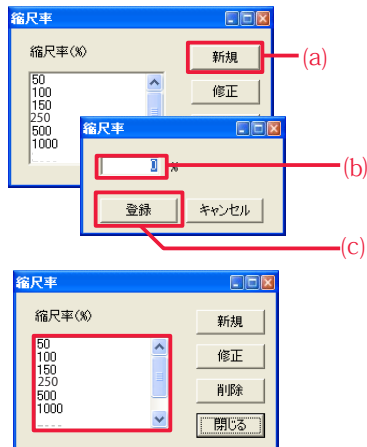 縮尺率
縮尺率(%)
新規
(a)
50
100
150
250
500
1000
修正
縮尺率
0 %
(b)
登録
キャンセル
(c)
縮尺率
縮尺率(%)
新規
50
100
150
250
500
1000
修正
削除
閉じる